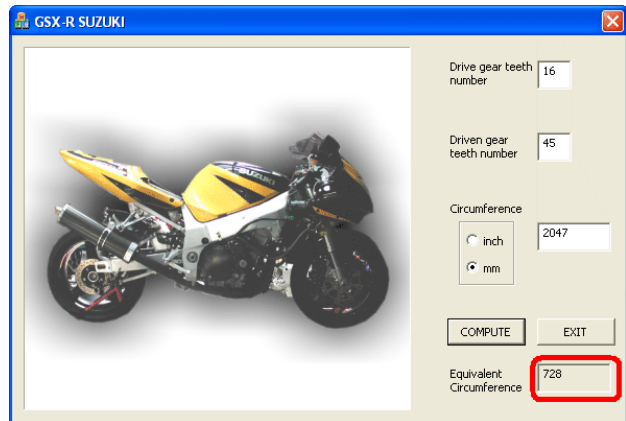 GSX-R SUZUKI
Drive gear teeth
number
16
SUZUKI
Driven gear
teeth number
45
Circumference
inch
2047
mm
COMPUTE
EXIT
Equivalent
Circumference
728